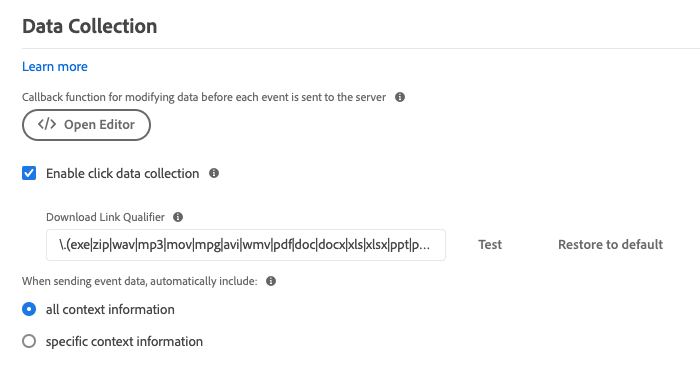 Data Collection
Learn more
Callback function for modifying data before each event is sent to the server
</> Open Editor
Enable click data collection
Download Link Qualifier
\.(exe|zip|wav|mp3|mov|mpg|avi|wmv|pdf|doc|docx|xls|xlsx|ppt|p... Test Restore to default
When sending event data, automatically include:
all context information
specific context information